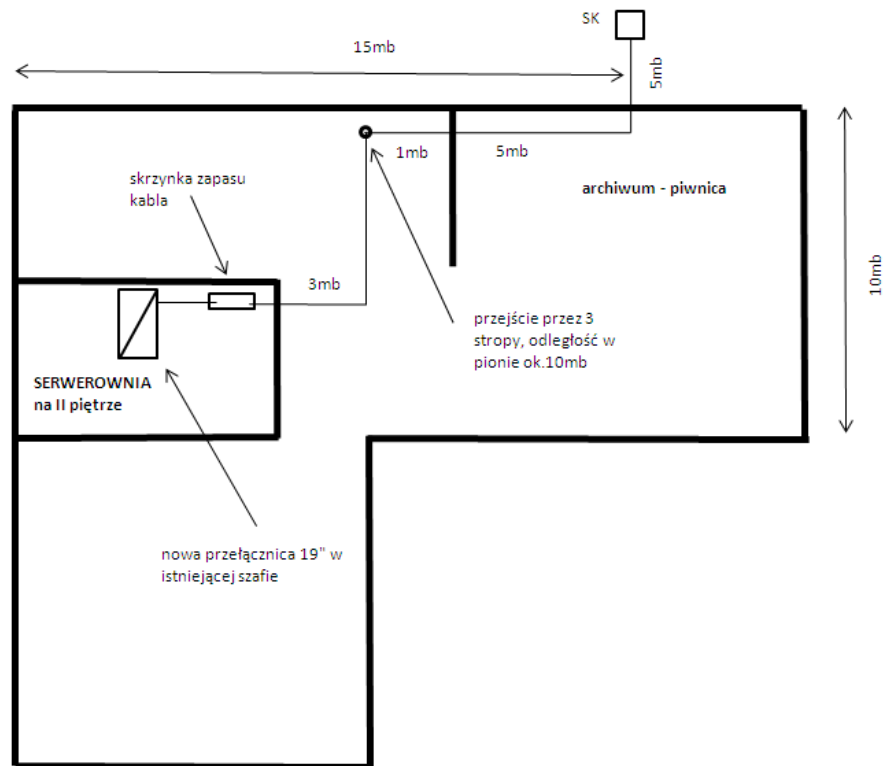 SK
15mb
5mb
1mb
5mb
skrzynka zapasu
kabla
archiwum - piwnica
10mb
3mb
przejście przez 3
stropy, odległość w
pionie ok.10mb
SERWEROWNIA
na II piętrze
nowa przełącznica 19" w
istniejącej szafie